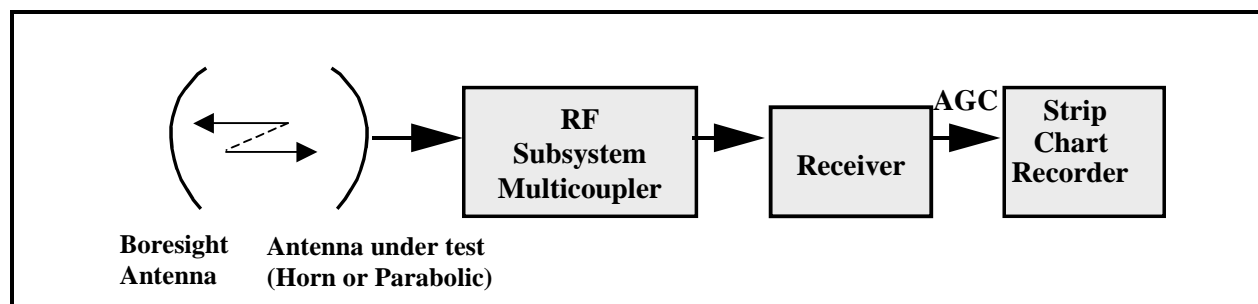 RF
Subsystem
Multicoupler
Receiver
AGC
Strip
Chart
Recorder
Boresight
Antenna
Antenna under test
(Horn or Parabolic)